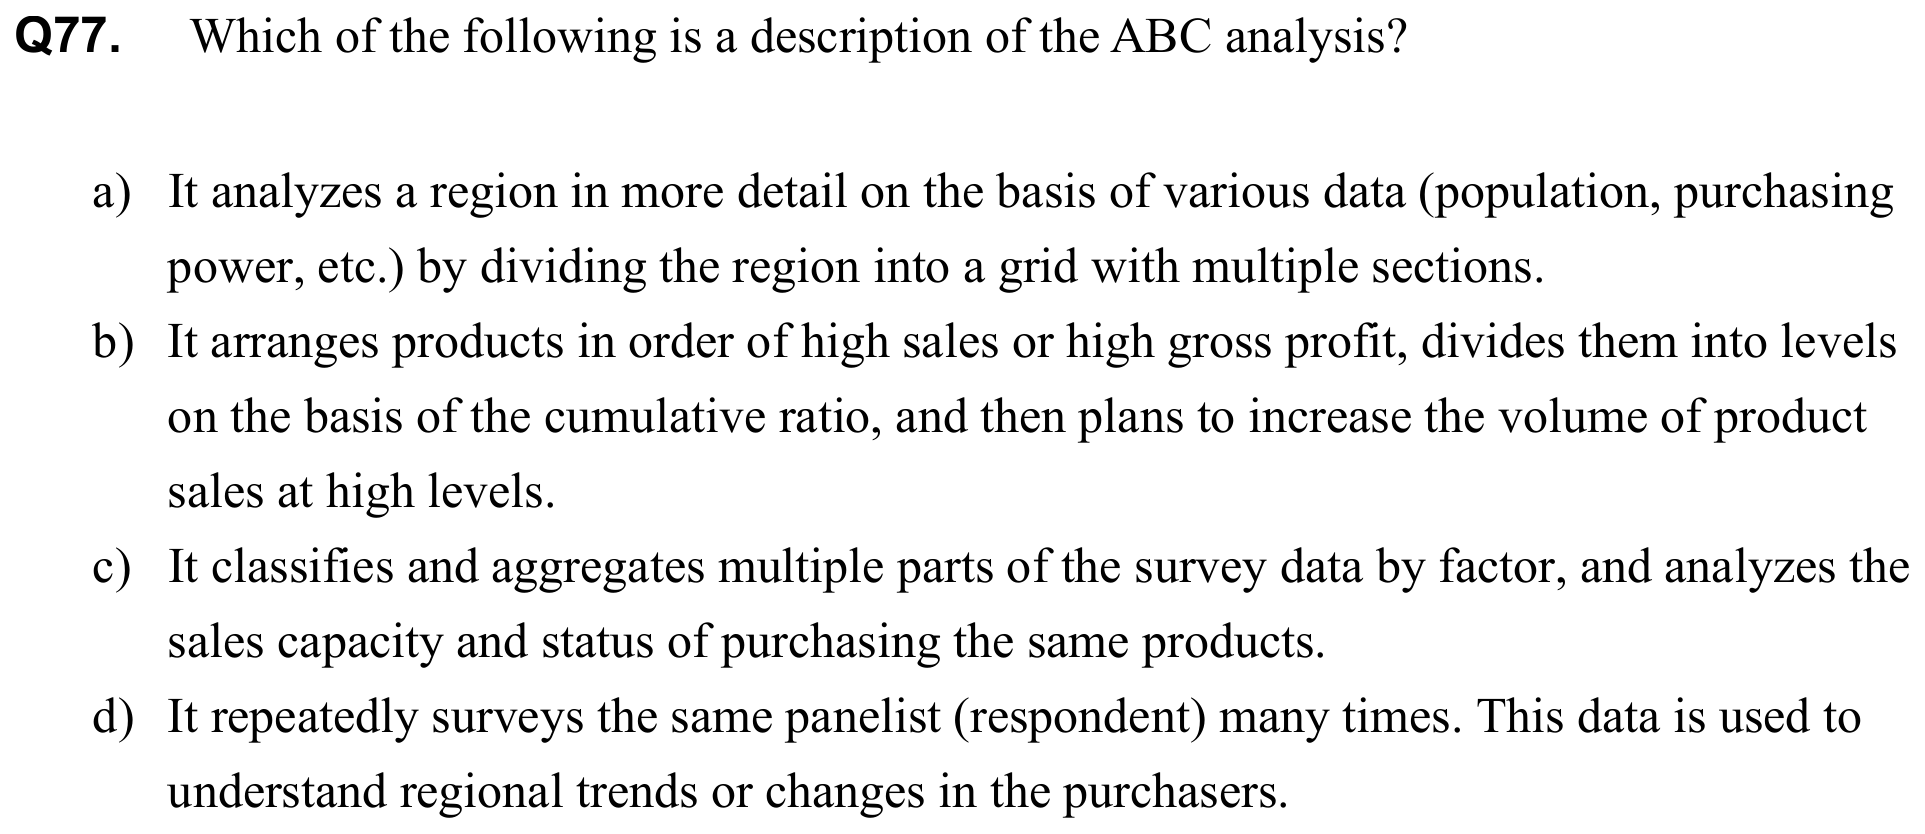 Q77. Which of the following is a description of the ABC analysis?
a) It analyzes a region in more detail on the basis of various data (population, purchasing
power, etc.) by dividing the region into a grid with multiple sections.
b) It arranges products in order of high sales or high gross profit, divides them into levels
on the basis of the cumulative ratio, and then plans to increase the volume of product
sales at high levels.
c) It classifies and aggregates multiple parts of the survey data by factor, and analyzes the
sales capacity and status of purchasing the same products.
d) It repeatedly surveys the same panelist (respondent) many times. This data is used to
understand regional trends or changes in the purchasers.